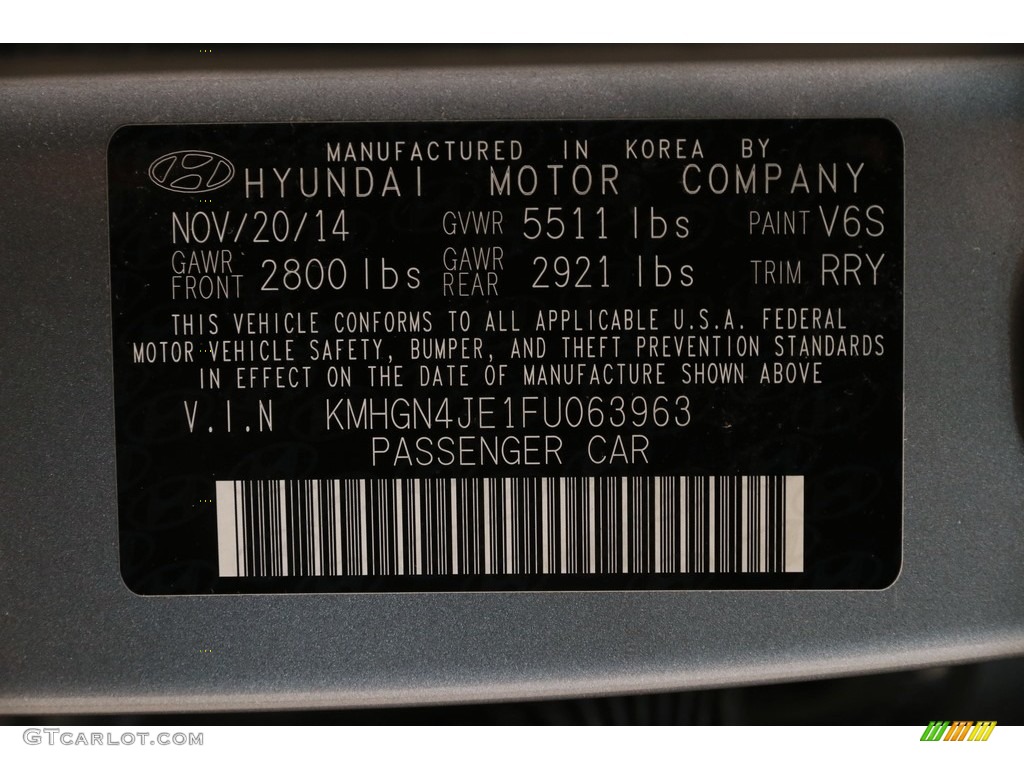 MANUFACTURED IN KOREA BY
HYUNDAI MOTOR COMPANY
NOV/20/14 GVWR 5511 lbs PAINT V6S
GAWR FRONT 2800 lbs GAWR REAR 2921 lbs TRIM RRY
THIS VEHICLE CONFORMS TO ALL APPLICABLE U.S.A. FEDERAL
MOTOR VEHICLE SAFETY, BUMPER, AND THEFT PREVENTION STANDARDS
IN EFFECT ON THE DATE OF MANUFACTURE SHOWN ABOVE
V.I.N KMHGN4JE1FU063963
PASSENGER CAR
GTCARLOT.COM